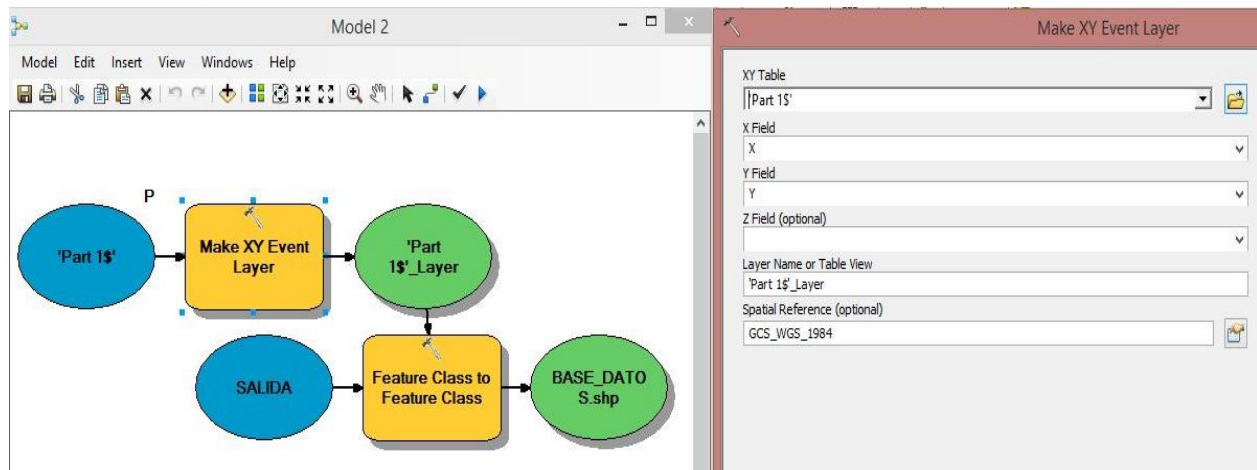 Model 2
Model Edit Insert View Windows Help
P
'Part 1$'
Make XY Event
Layer
'Part
1$'_Layer
SALIDA
Feature Class to
Feature Class
BASE_DATO
S.shp
Make XY Event Layer
XY Table
'Part 1$'
X Field
X
Y Field
Y
Z Field (optional)
Layer Name or Table View
'Part 1$'_Layer
Spatial Reference (optional)
GCS_WGS_1984